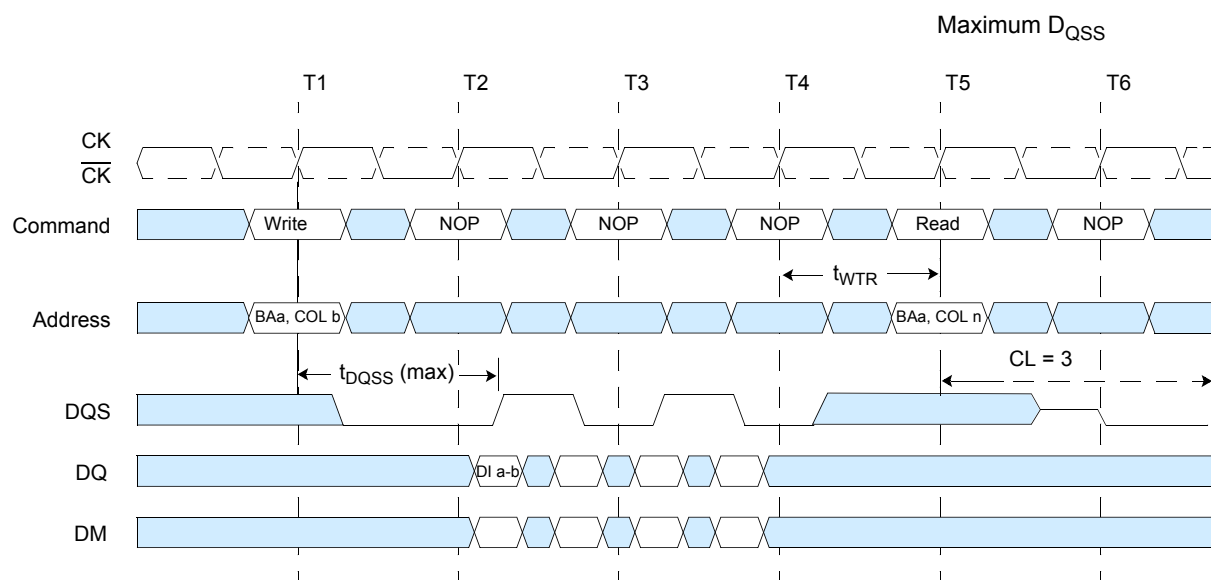 Maximum DQSS
T1 T2 T3 T4 T5 T6
CK
CK
Command Write NOP NOP NOP Read NOP
tWTR
Address BAa, COL b BAa, COL n
tDQSS (max) CL = 3
DQS
DQ DI a-b
DM